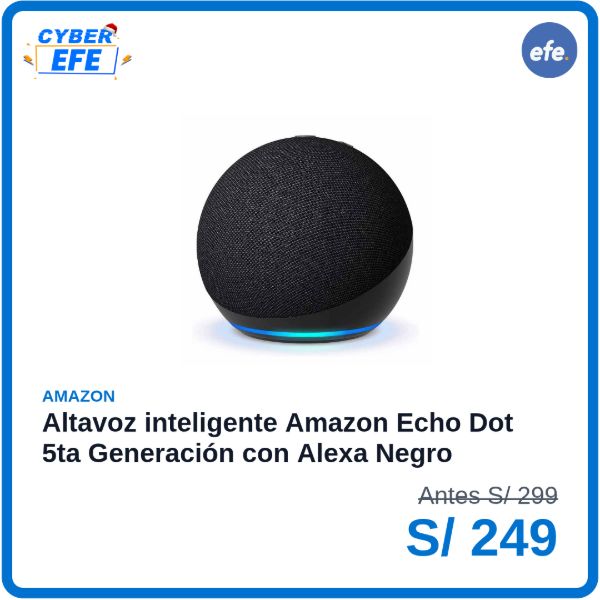 CYBER
EFE
efe.
AMAZON
Altavoz inteligente Amazon Echo Dot
5ta Generación con Alexa Negro
Antes S/ 299
S/ 249